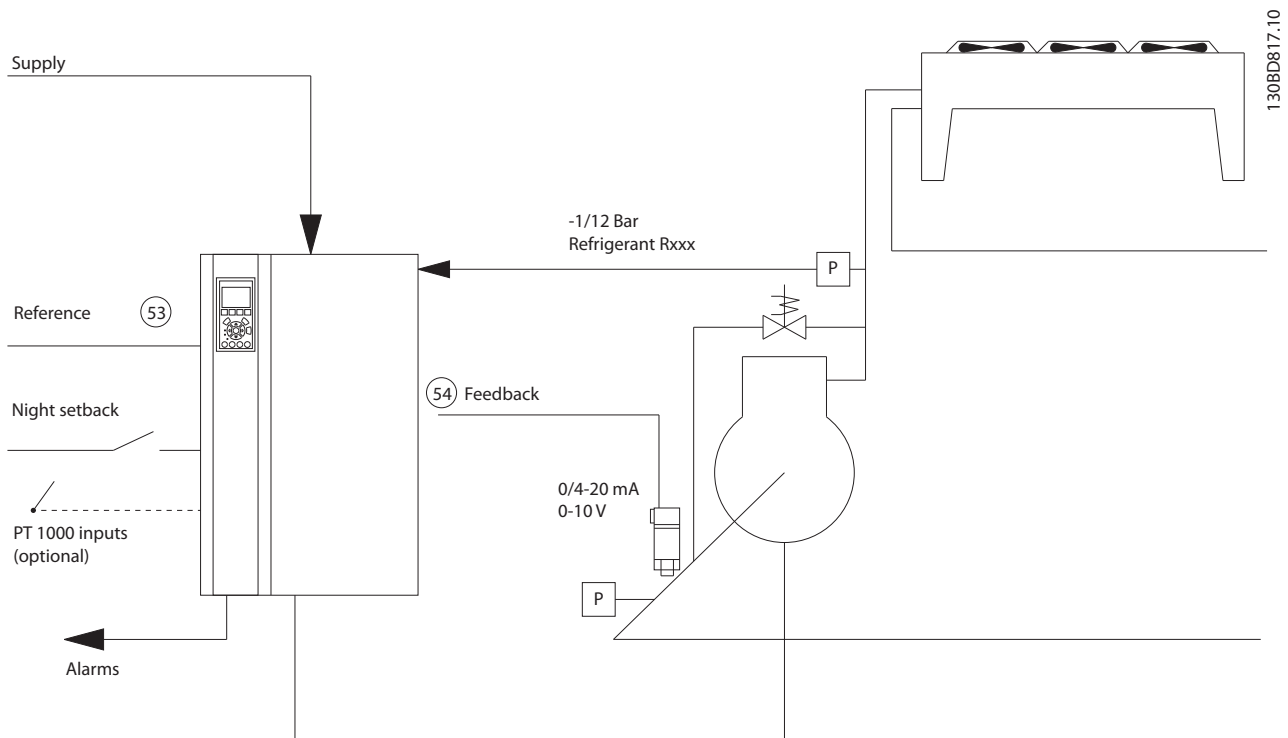 Supply
130BD817.10
-1/12 Bar
Refrigerant Rxxx
P
Reference
53
54 Feedback
Night setback
0/4-20 mA
0-10 V
PT 1000 inputs
(optional)
P
Alarms